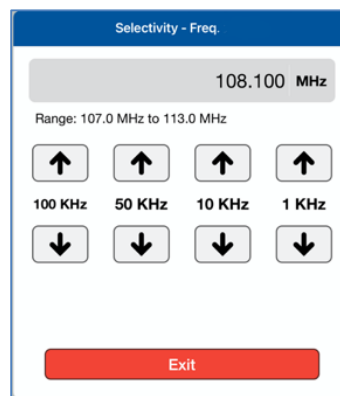 Selectivity - Freq.
108.100 MHz
Range: 107.0 MHz to 113.0 MHz
100 KHz 50 KHz 10 KHz 1 KHz
Exit